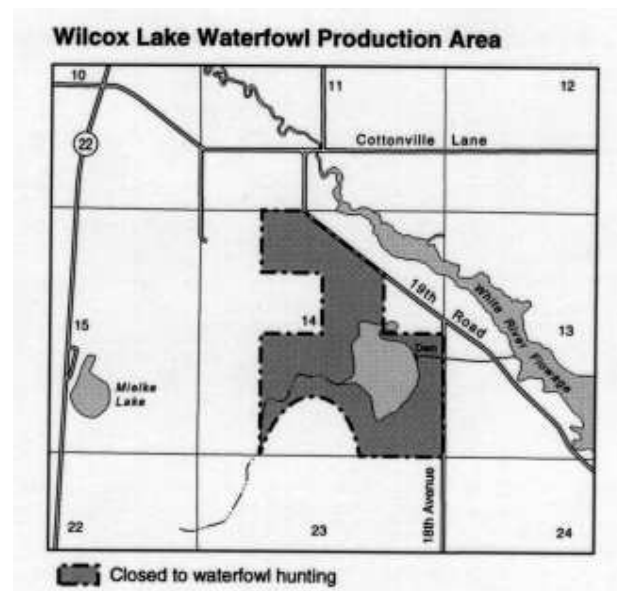 Wilcox Lake Waterfowl Production Area
10
11
12
22
Cottonville Lane
19th Road
White River Flowage
14
13
15
Dam
Mielke
Lake
18th Avenue
22
23
24
Closed to waterfowl hunting